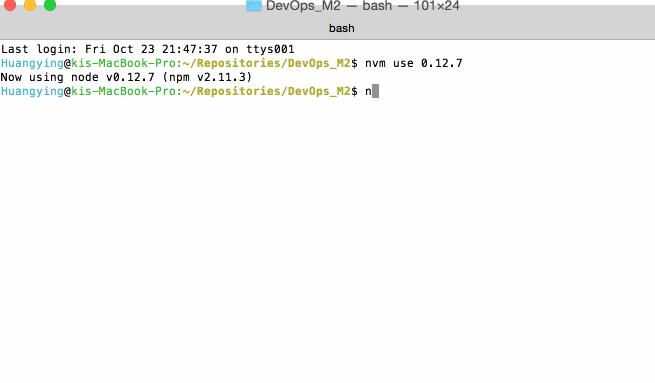 DevOps_M2 — bash — 101×24
bash
Last login: Fri Oct 23 21:47:37 on ttys001
Huangying@kis-MacBook-Pro:~/Repositories/DevOps_M2$ nvm use 0.12.7
Now using node v0.12.7 (npm v2.11.3)
Huangying@kis-MacBook-Pro:~/Repositories/DevOps_M2$ n